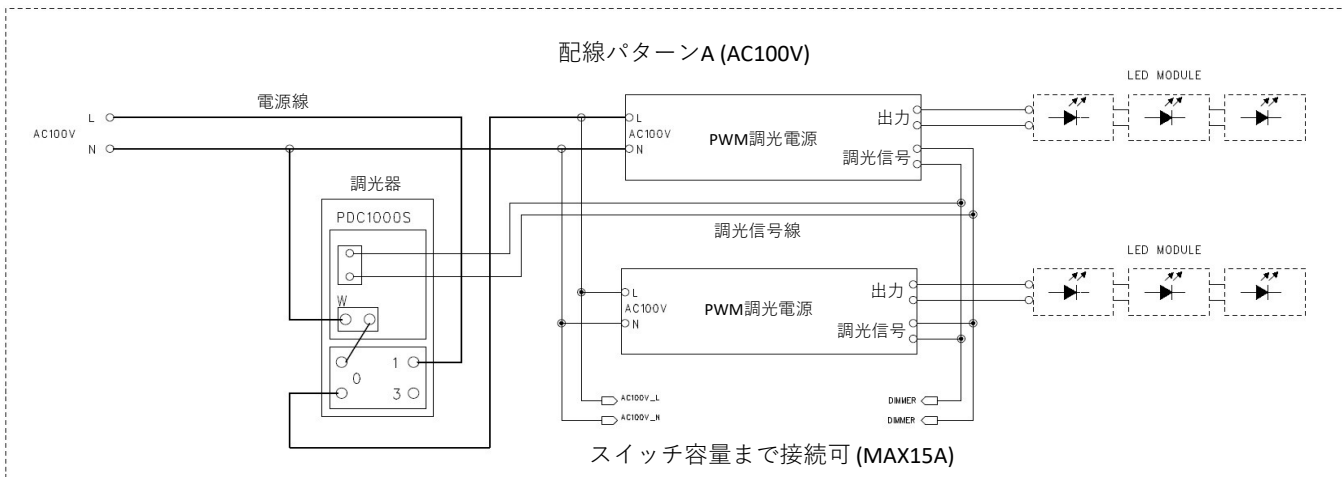 配線パターンA (AC100V)
電源線
L
AC100V
N
調光器
PDC1000S
W
1
0
3
L
AC100V
N
PWM調光電源
出力
調光信号
LED MODULE
調光信号線
L
AC100V
N
PWM調光電源
出力
調光信号
LED MODULE
AC100V_L
AC100V_N
DIMMER
DIMMER
スイッチ容量まで接続可 (MAX15A)